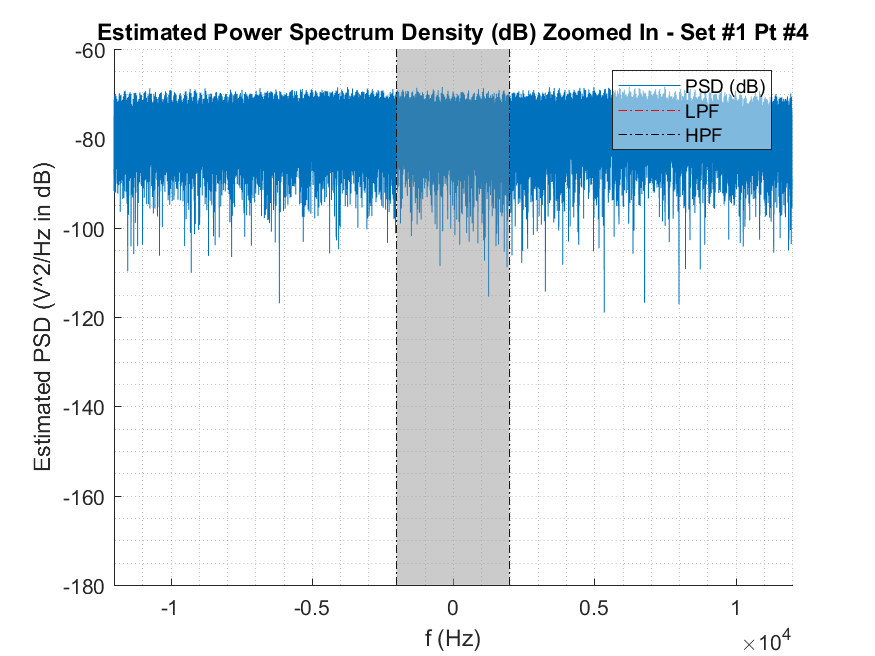 Estimated Power Spectrum Density (dB) Zoomed In - Set #1 Pt #4
-60
-80
-100
-120
-140
-160
-180
Estimated PSD (V^2/Hz in dB)
PSD (dB)
LPF
HPF
-1
-0.5
0
0.5
1
×10⁴
f (Hz)